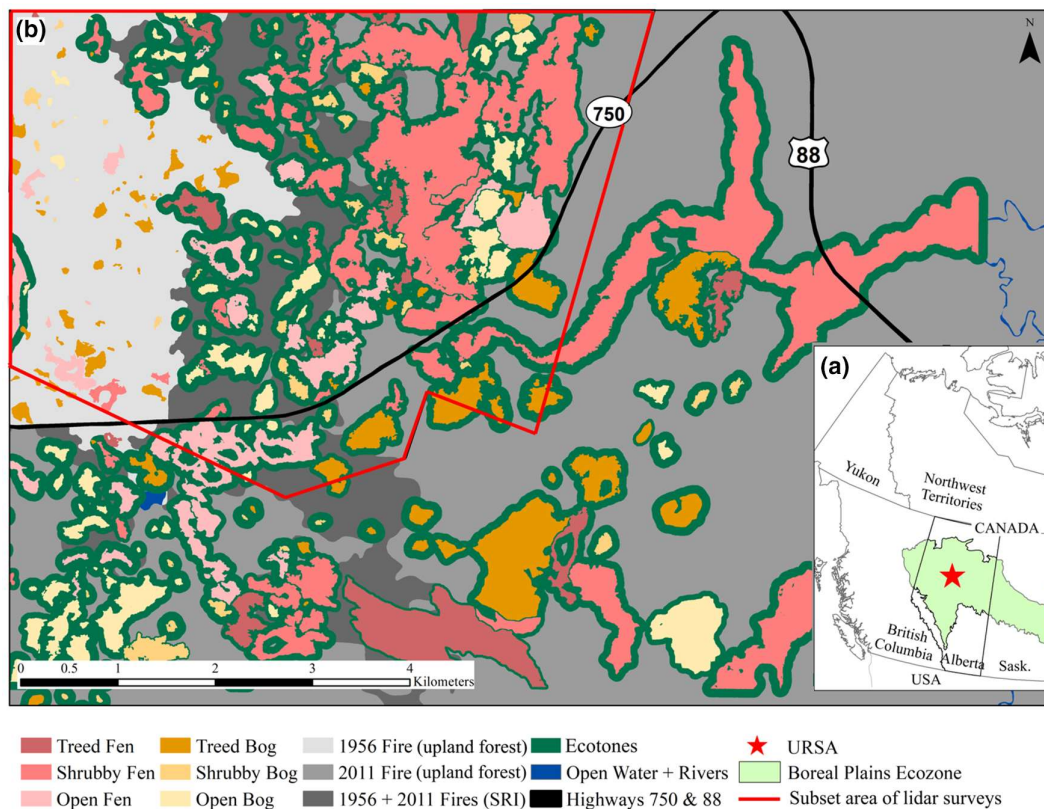 (b)
N
750
88
(a)
Yukon
Northwest
Territories
CANADA
British
Columbia
Alberta
Sask.
USA
0 0.5 1 2 3 4
Kilometers
Treed Fen
Shrubby Fen
Open Fen
Treed Bog
Shrubby Bog
Open Bog
1956 Fire (upland forest)
2011 Fire (upland forest)
1956 + 2011 Fires (SRI)
Ecotones
Open Water + Rivers
Highways 750 & 88
URSA
Boreal Plains Ecozone
Subset area of lidar surveys